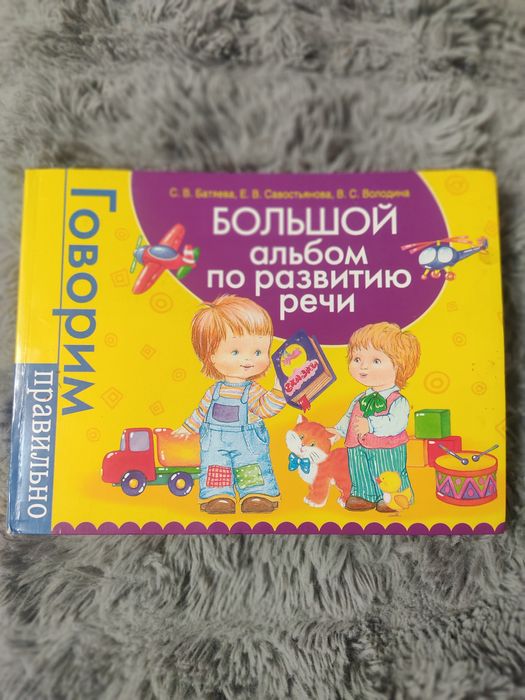 С. В. Батяева, Е. В. Савостьянова, В. С. Володина
БОЛЬШОЙ
альбом
по развитию
речи
Говорим
правильно
Сказки